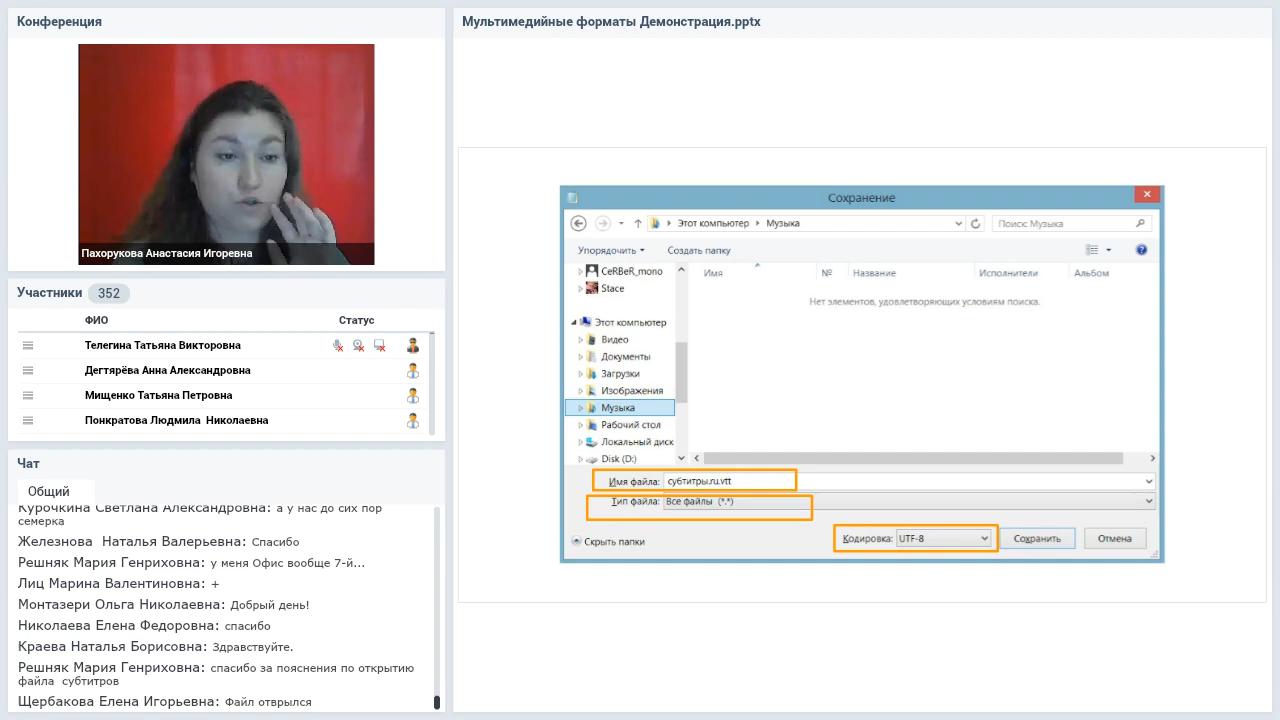 Конференция
Пахорукова Анастасия Игоревна
Участники 352
ФИО Статус
Телегина Татьяна Викторовна
Дегтярёва Анна Александровна
Мищенко Татьяна Петровна
Понкратова Людмила Николаевна
Чат
Общий
Курочкина Светлана Александровна: а у нас до сих пор
семерка
Железнова Наталья Валерьевна: Спасибо
Решняк Мария Генриховна: у меня Офис вообще 7-й...
Лиц Марина Валентиновна: +
Монтазери Ольга Николаевна: Добрый день!
Николаева Елена Федоровна: спасибо
Краева Наталья Борисовна: Здравствуйте.
Решняк Мария Генриховна: спасибо за пояснения по открытию
файла субтитров
Щербакова Елена Игорьевна: Файл отврылся
Мультимедийные форматы Демонстрация.pptx
Сохранение
Этот компьютер Музыка
Поиск: Музыка
Упорядочить Создать папку
CeRBeR_mono
Stace
Этот компьютер
Видео
Документы
Загрузки
Изображения
Музыка
Рабочий стол
Локальный диск
Disk (D:)
Имя № Название Исполнители Альбом
Нет элементов, удовлетворяющих условиям поиска.
Имя файла: субтитры.ru.vtt
Тип файла: Все файлы (*.*)
Скрыть папки
Кодировка: UTF-8
Сохранить
Отмена